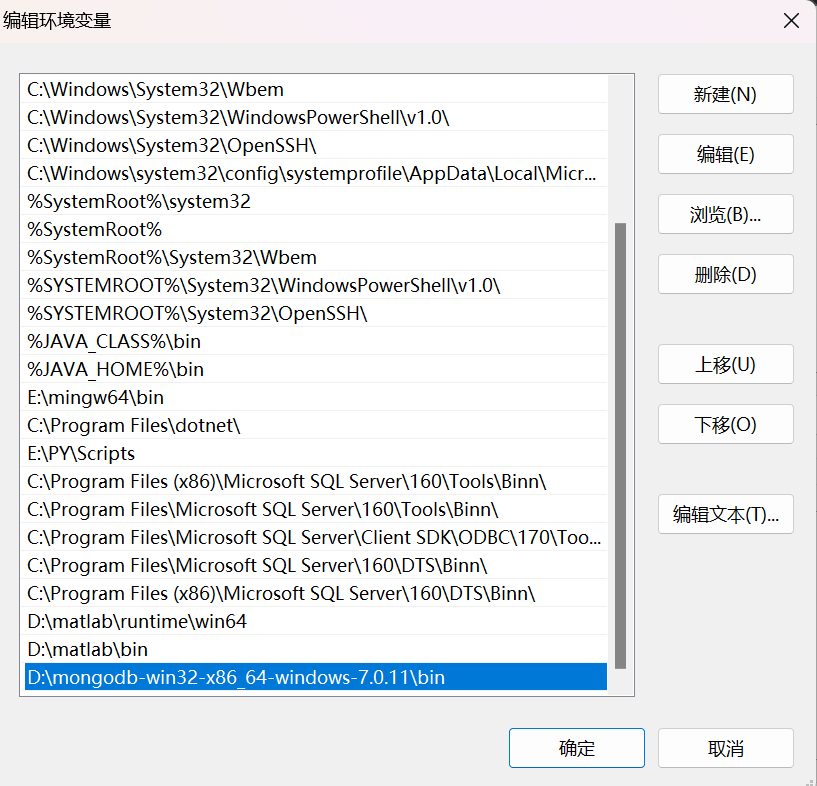 编辑环境变量
C:\Windows\System32\Wbem
C:\Windows\System32\WindowsPowerShell\v1.0\
C:\Windows\System32\OpenSSH\
C:\Windows\system32\config\systemprofile\AppData\Local\Micr...
%SystemRoot%\system32
%SystemRoot%
%SystemRoot%\System32\Wbem
%SYSTEMROOT%\System32\WindowsPowerShell\v1.0\
%SYSTEMROOT%\System32\OpenSSH\
%JAVA_CLASS%\bin
%JAVA_HOME%\bin
E:\mingw64\bin
C:\Program Files\dotnet\
E:\PY\Scripts
C:\Program Files (x86)\Microsoft SQL Server\160\Tools\Binn\
C:\Program Files\Microsoft SQL Server\160\Tools\Binn\
C:\Program Files\Microsoft SQL Server\Client SDK\ODBC\170\Too...
C:\Program Files\Microsoft SQL Server\160\DTS\Binn\
C:\Program Files (x86)\Microsoft SQL Server\160\DTS\Binn\
D:\matlab\runtime\win64
D:\matlab\bin
D:\mongodb-win32-x86_64-windows-7.0.11\bin
新建(N)
编辑(E)
浏览(B)...
删除(D)
上移(U)
下移(O)
编辑文本(T)...
确定
取消